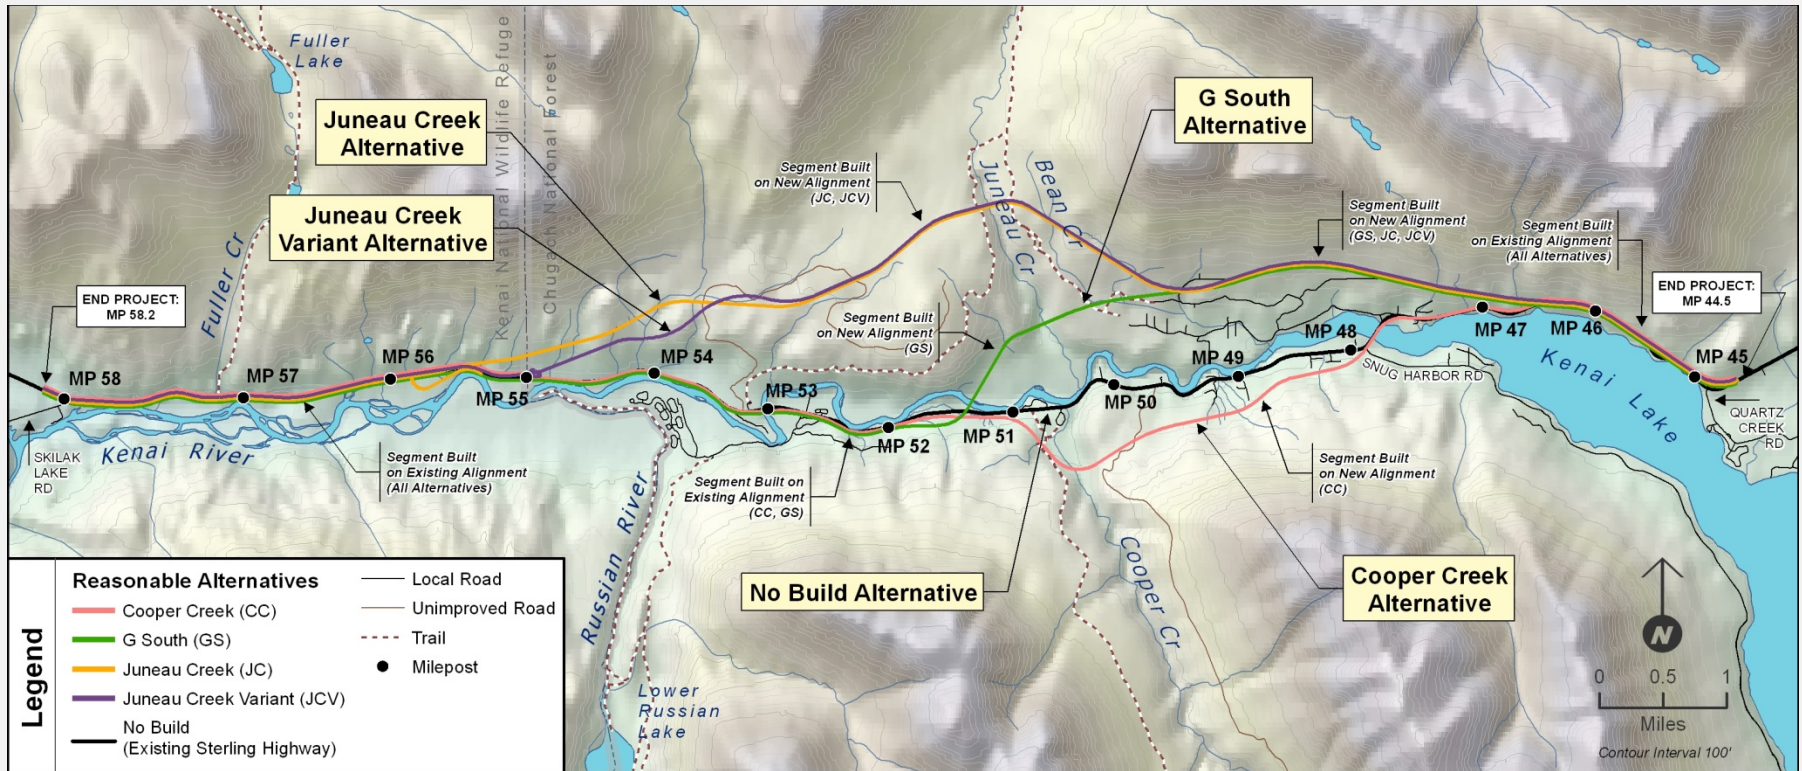 Fuller
Lake
Kenai National Wildlife Refuge
Chugach National Forest
Juneau Creek
Alternative
Juneau Creek
Variant Alternative
G South
Alternative
Segment Built
on New Alignment
(JC, JCV)
Juneau Cr
Bean Cr
Segment Built
on New Alignment
(GS, JC, JCV)
Segment Built
on Existing Alignment
(All Alternatives)
END PROJECT:
MP 58.2
Fuller Cr
END PROJECT:
MP 44.5
Segment Built
on New Alignment
(GS)
MP 58
MP 57
MP 56
MP 55
MP 54
MP 53
MP 52
MP 51
MP 50
MP 49
MP 48
MP 47
MP 46
MP 45
SNUG HARBOR RD
Kenai Lake
QUARTZ
CREEK
RD
SKILAK
LAKE
RD
Kenai River
Segment Built
on Existing Alignment
(All Alternatives)
Segment Built on
Existing Alignment
(CC, GS)
Segment Built
on New Alignment
(CC)
Russian River
Cooper Cr
No Build Alternative
Cooper Creek
Alternative
Lower
Russian
Lake
Legend
Reasonable Alternatives
Cooper Creek (CC)
G South (GS)
Juneau Creek (JC)
Juneau Creek Variant (JCV)
No Build
(Existing Sterling Highway)
Local Road
Unimproved Road
Trail
Milepost
N
0 0.5 1
Miles
Contour Interval 100'